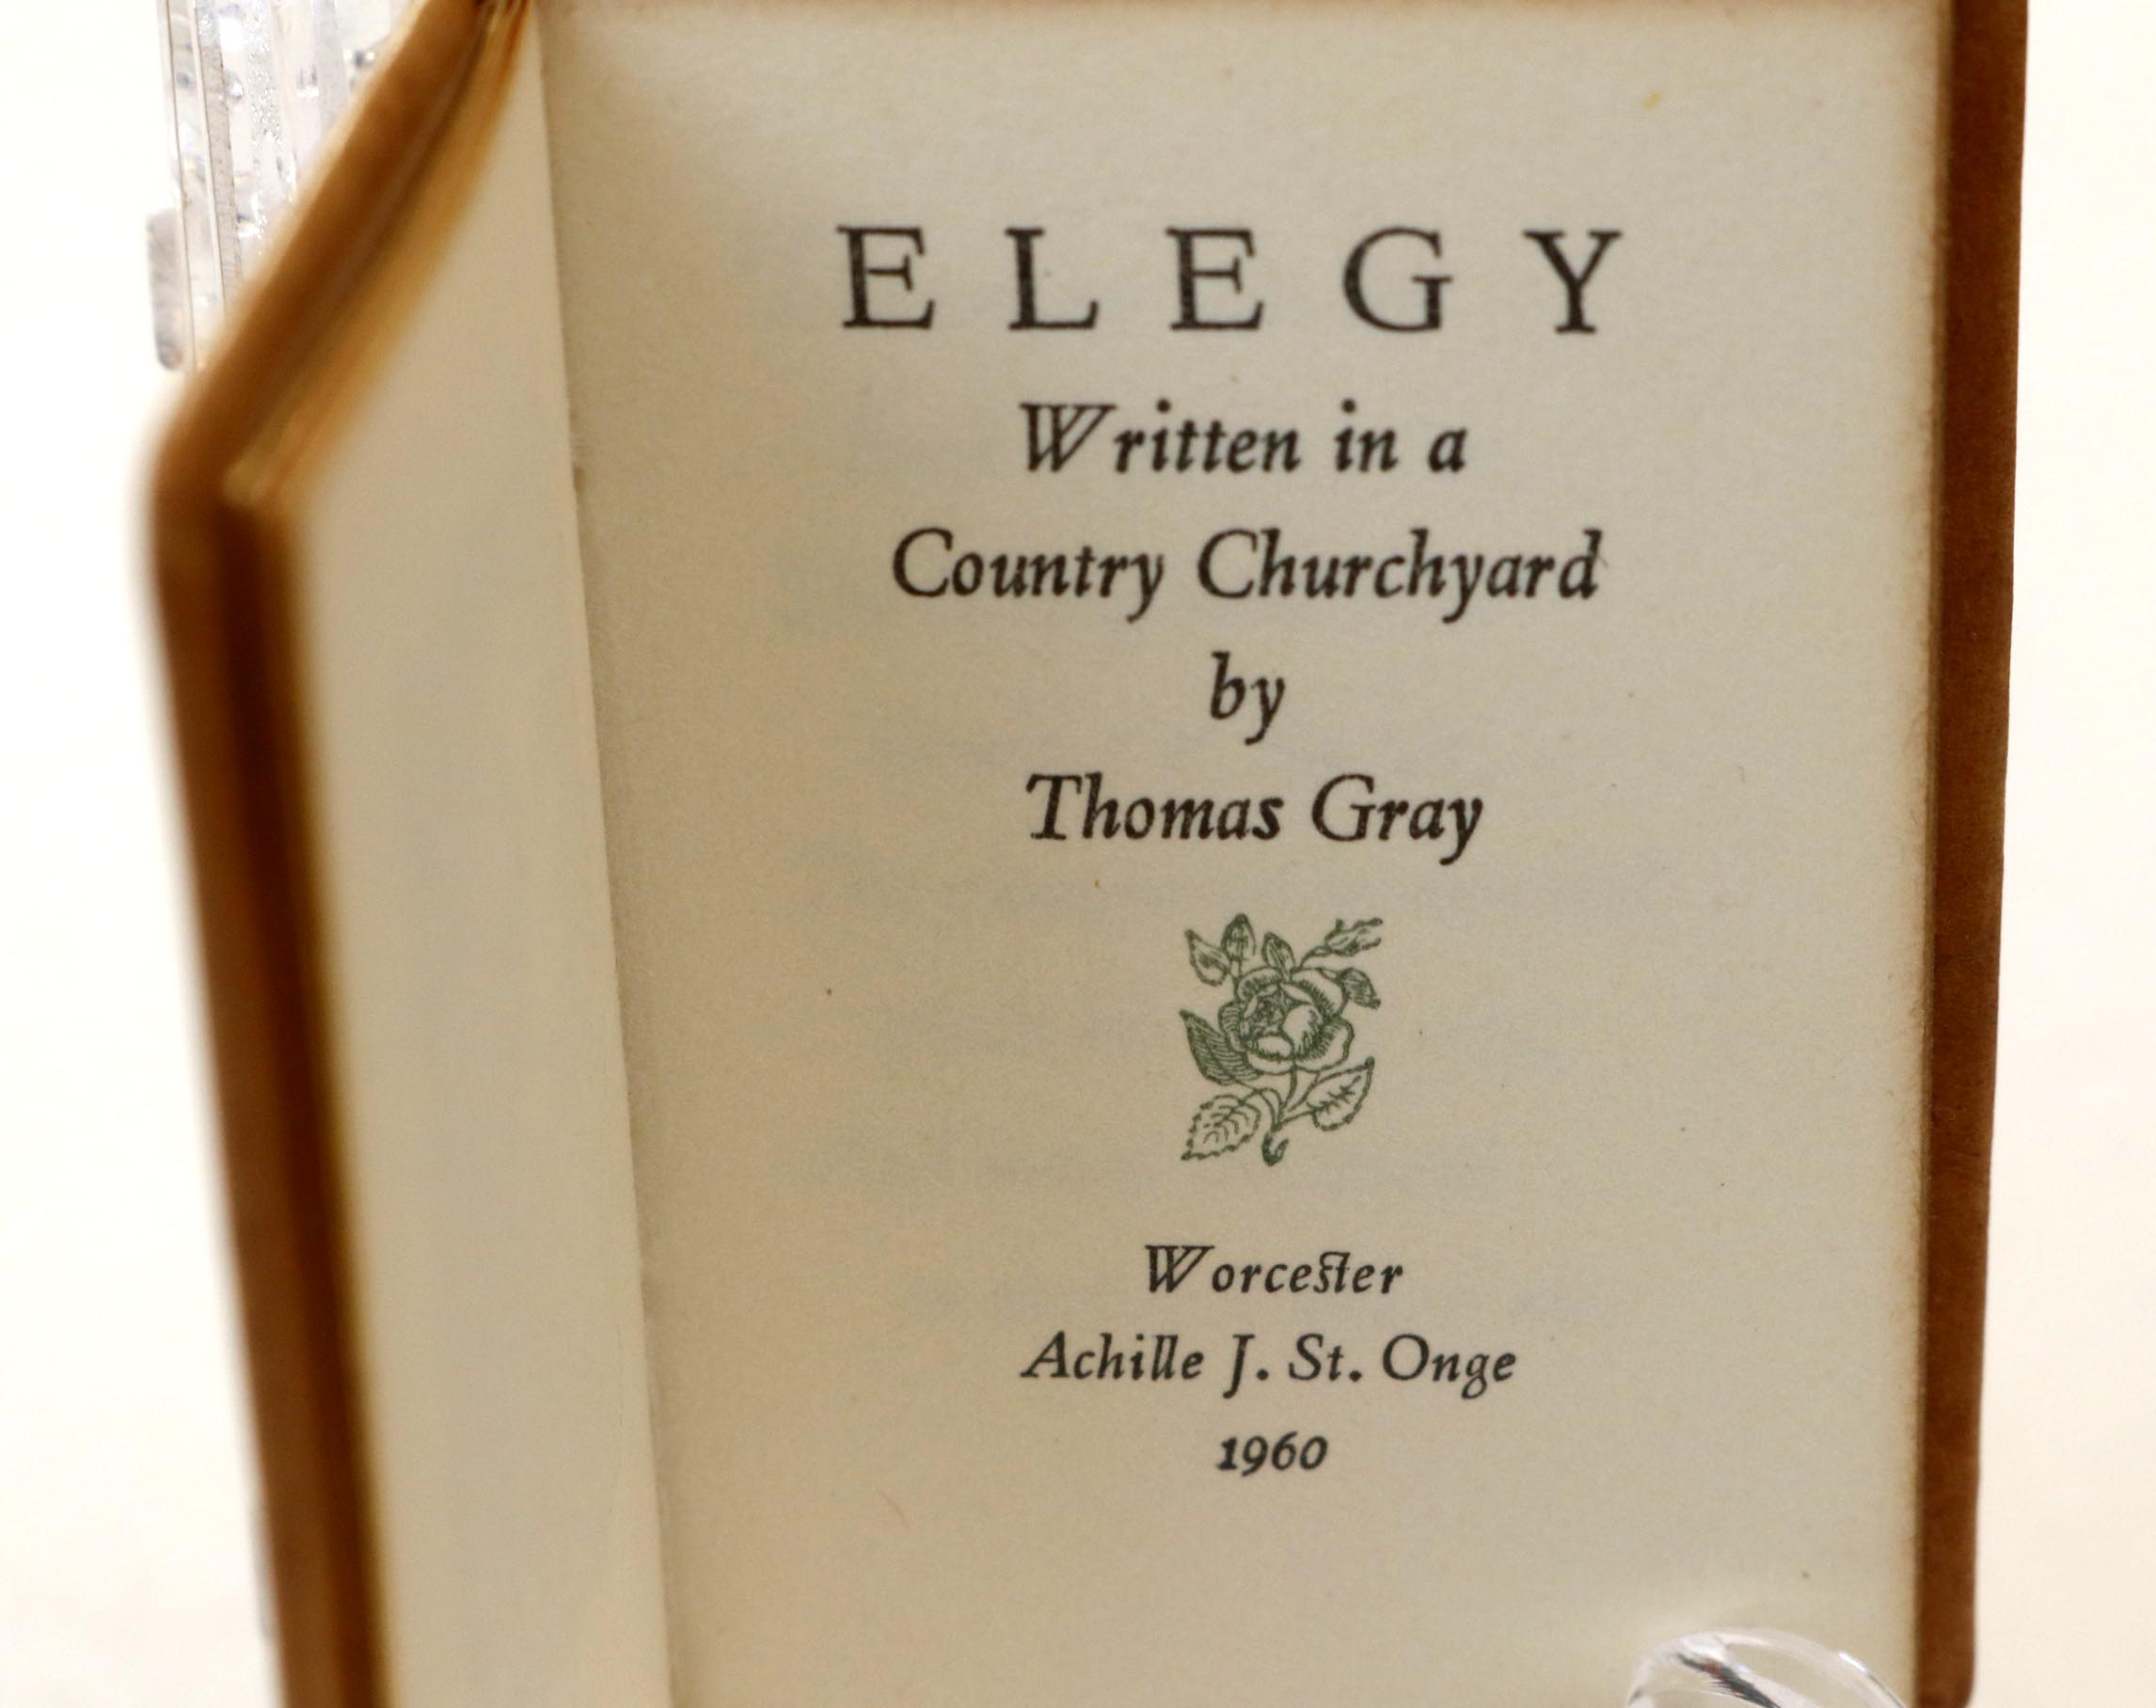 ELEGY
Written in a
Country Churchyard
by
Thomas Gray
Worcester
Achille J. St. Onge
1960